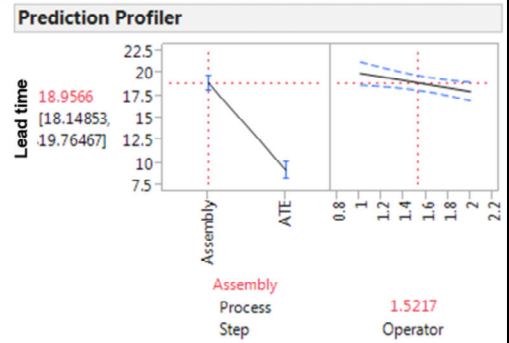 Prediction Profiler
Lead time
18.9566
[18.14853,
19.76467]
22.5
20
17.5
15
12.5
10
7.5
Assembly
ATE
0.8
1
1.2
1.4
1.6
1.8
2
2.2
Assembly
Process
Step
1.5217
Operator